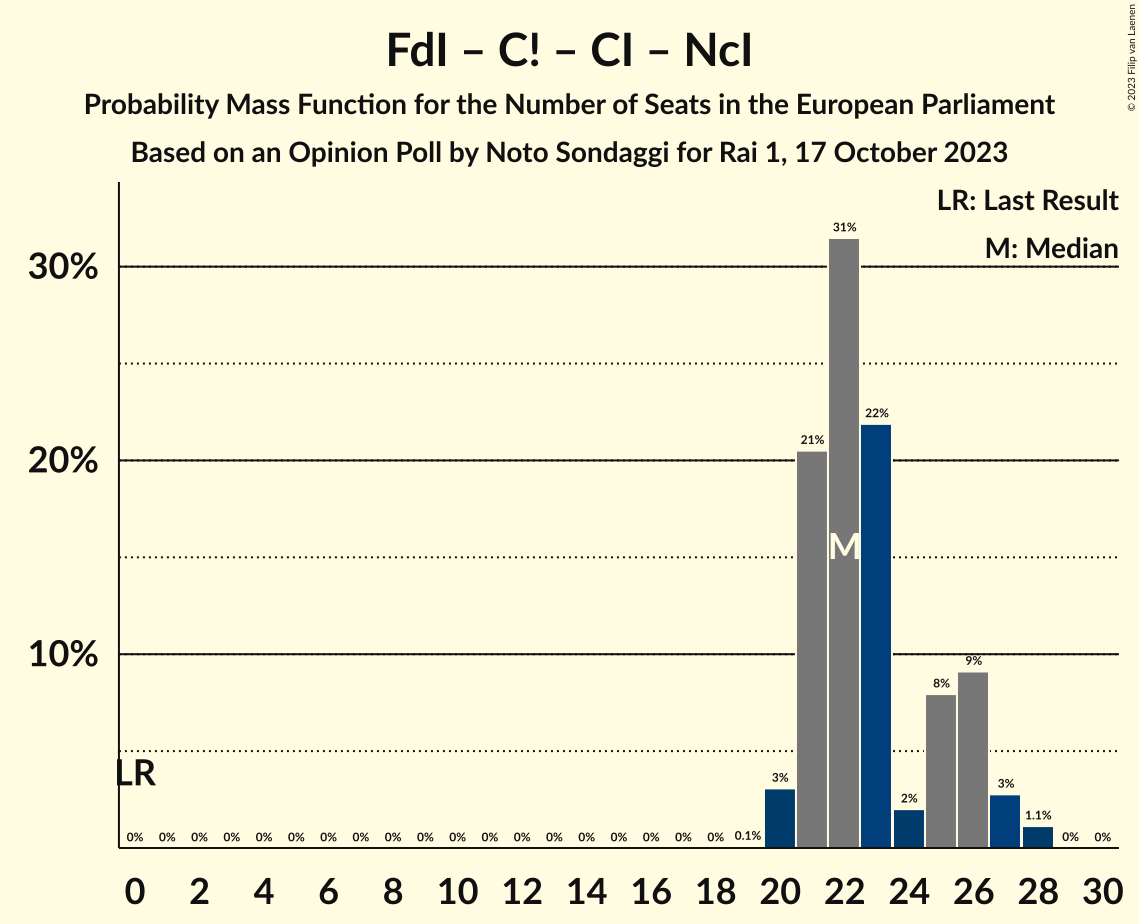 FdI – C! – CI – NcI
Probability Mass Function for the Number of Seats in the European Parliament
Based on an Opinion Poll by Noto Sondaggi for Rai 1, 17 October 2023
© 2023 Filip van Laenen
LR: Last Result
M: Median
30%
20%
10%
LR
M
0% 0% 0% 0% 0% 0% 0% 0% 0% 0% 0% 0% 0% 0% 0% 0% 0% 0% 0% 0.1% 3% 21% 31% 22% 2% 8% 9% 3% 1.1% 0% 0%
0 2 4 6 8 10 12 14 16 18 20 22 24 26 28 30